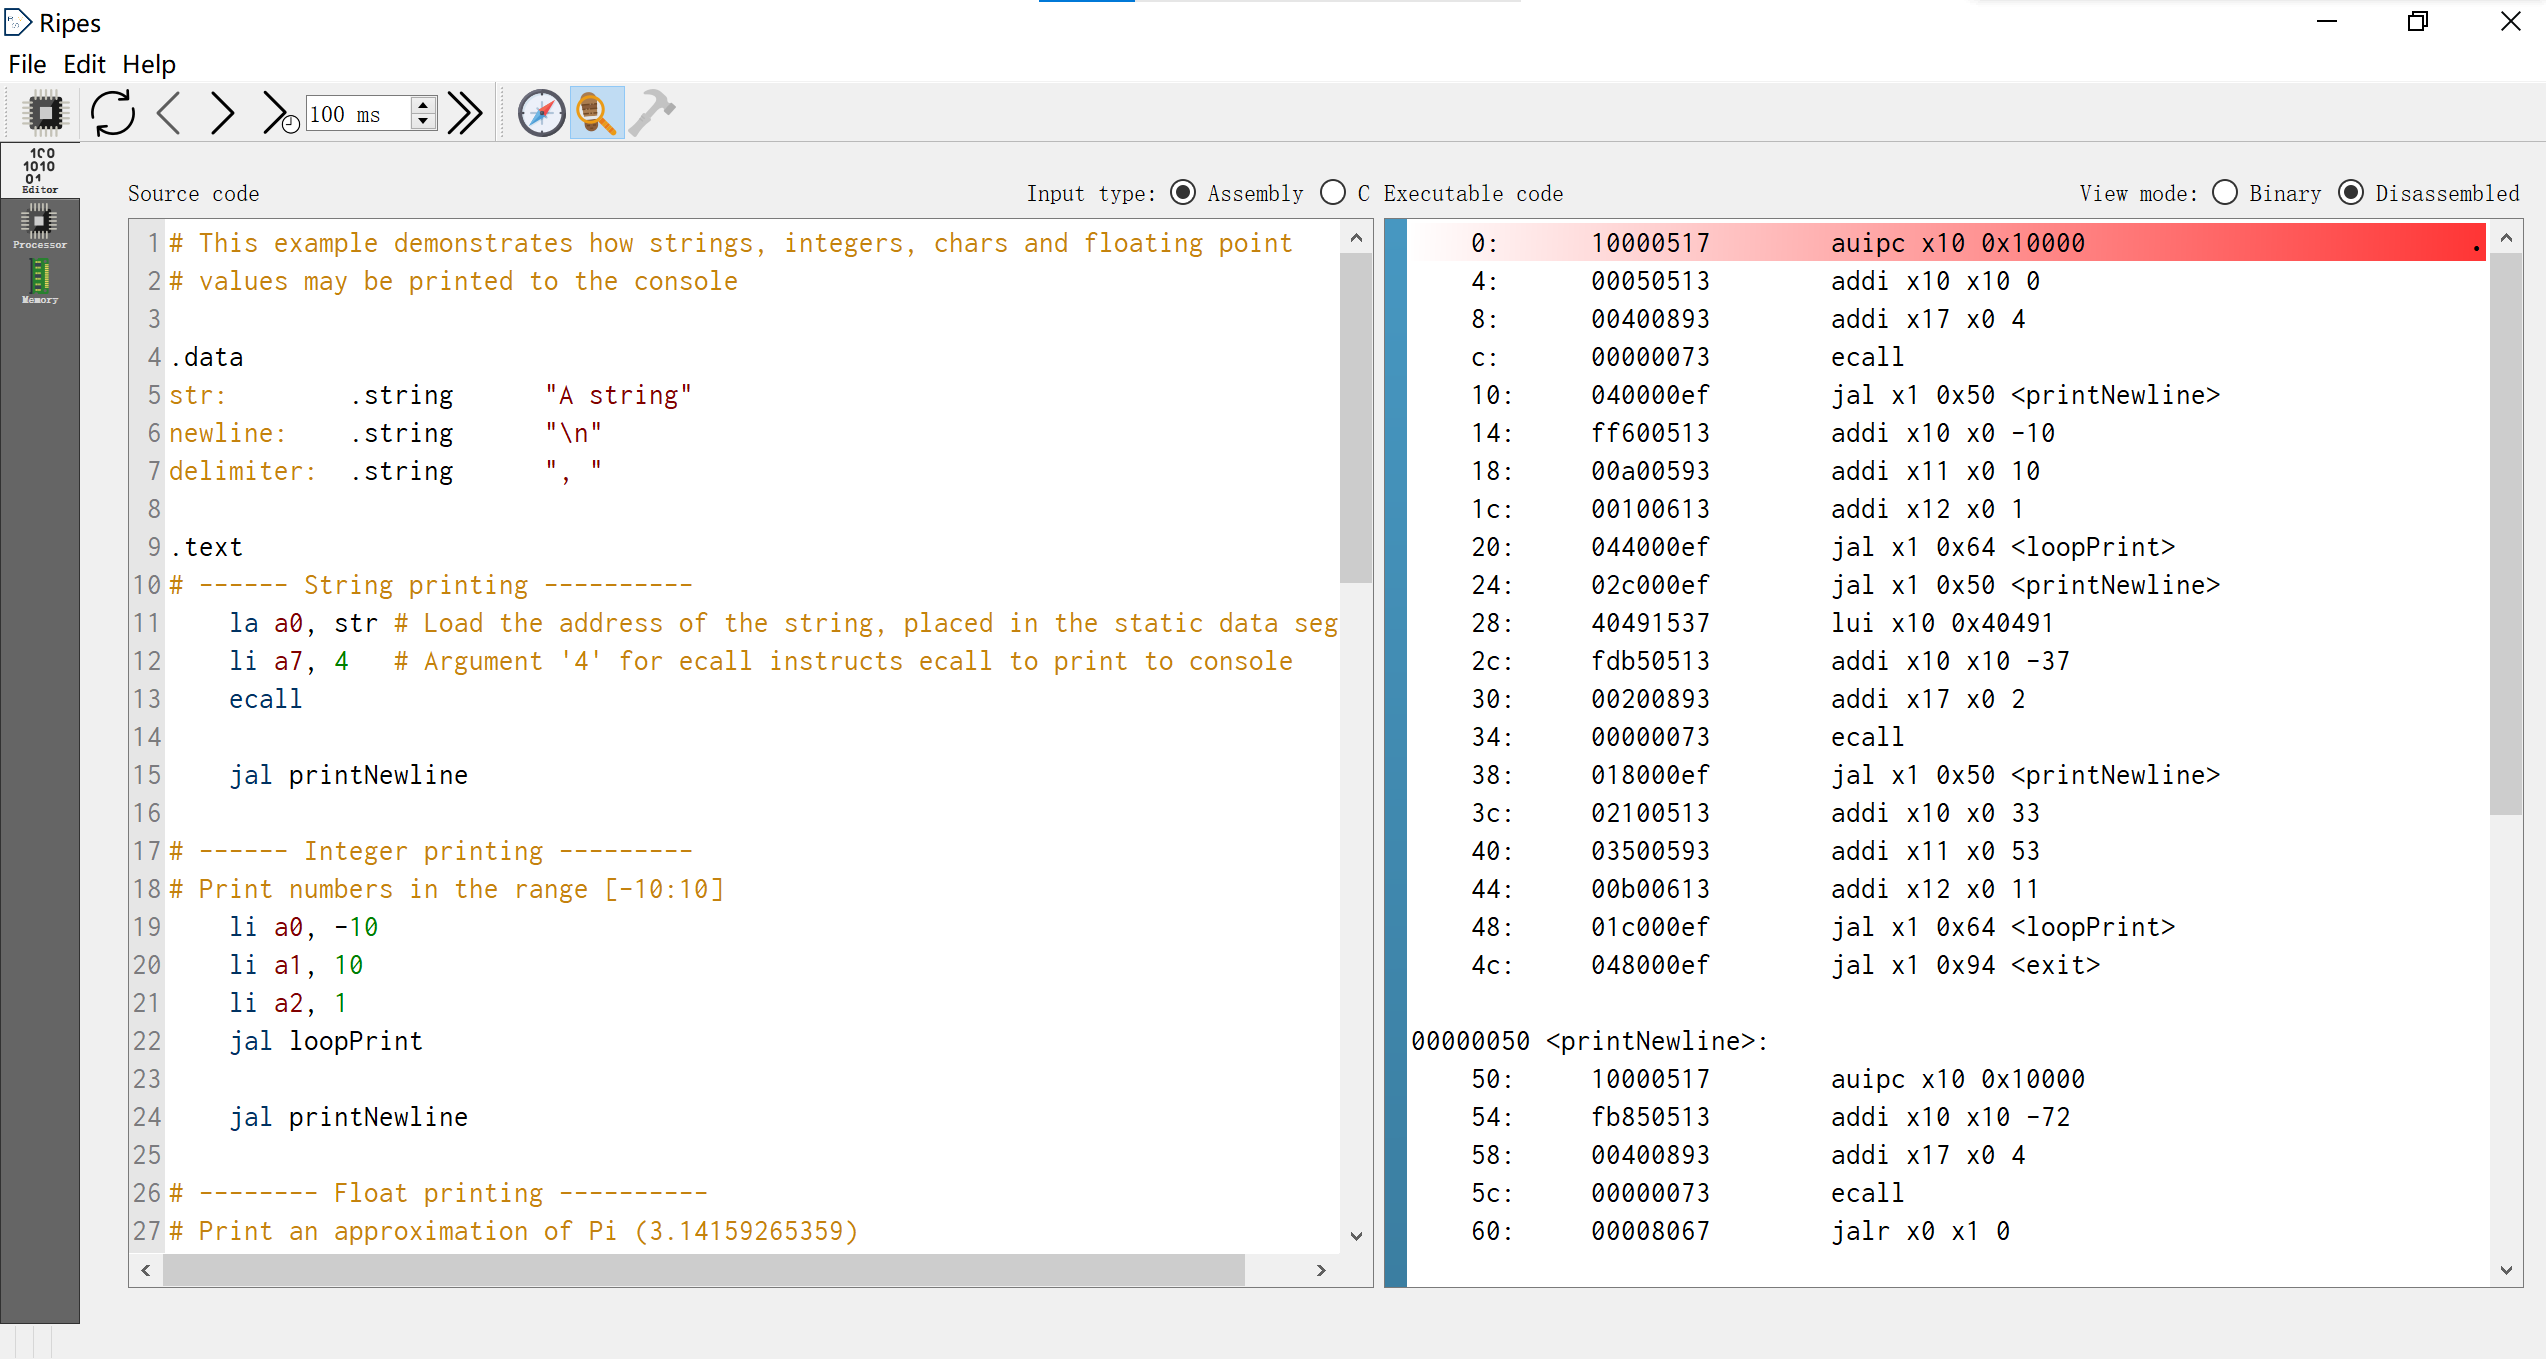 Ripes
File Edit Help
100 ms
100
1010
01
Editor
Processor
Memory
Source code
Input type: Assembly C
1 # This example demonstrates how strings, integers, chars and floating point
2 # values may be printed to the console
3
4 .data
5 str: .string "A string"
6 newline: .string "\n"
7 delimiter: .string ", "
8
9 .text
10 # ------ String printing ----------
11 la a0, str # Load the address of the string, placed in the static data seg
12 li a7, 4 # Argument '4' for ecall instructs ecall to print to console
13 ecall
14
15 jal printNewline
16
17 # ------ Integer printing ---------
18 # Print numbers in the range [-10:10]
19 li a0, -10
20 li a1, 10
21 li a2, 1
22 jal loopPrint
23
24 jal printNewline
25
26 # -------- Float printing ----------
27 # Print an approximation of Pi (3.14159265359)
Executable code
View mode: Binary Disassembled
0: 10000517 auipc x10 0x10000
4: 00050513 addi x10 x10 0
8: 00400893 addi x17 x0 4
c: 00000073 ecall
10: 040000ef jal x1 0x50 <printNewline>
14: ff600513 addi x10 x0 -10
18: 00a00593 addi x11 x0 10
1c: 00100613 addi x12 x0 1
20: 044000ef jal x1 0x64 <loopPrint>
24: 02c000ef jal x1 0x50 <printNewline>
28: 40491537 lui x10 0x40491
2c: fdb50513 addi x10 x10 -37
30: 00200893 addi x17 x0 2
34: 00000073 ecall
38: 018000ef jal x1 0x50 <printNewline>
3c: 02100513 addi x10 x0 33
40: 03500593 addi x11 x0 53
44: 00b00613 addi x12 x0 11
48: 01c000ef jal x1 0x64 <loopPrint>
4c: 048000ef jal x1 0x94 <exit>
00000050 <printNewline>:
50: 10000517 auipc x10 0x10000
54: fb850513 addi x10 x10 -72
58: 00400893 addi x17 x0 4
5c: 00000073 ecall
60: 00008067 jalr x0 x1 0